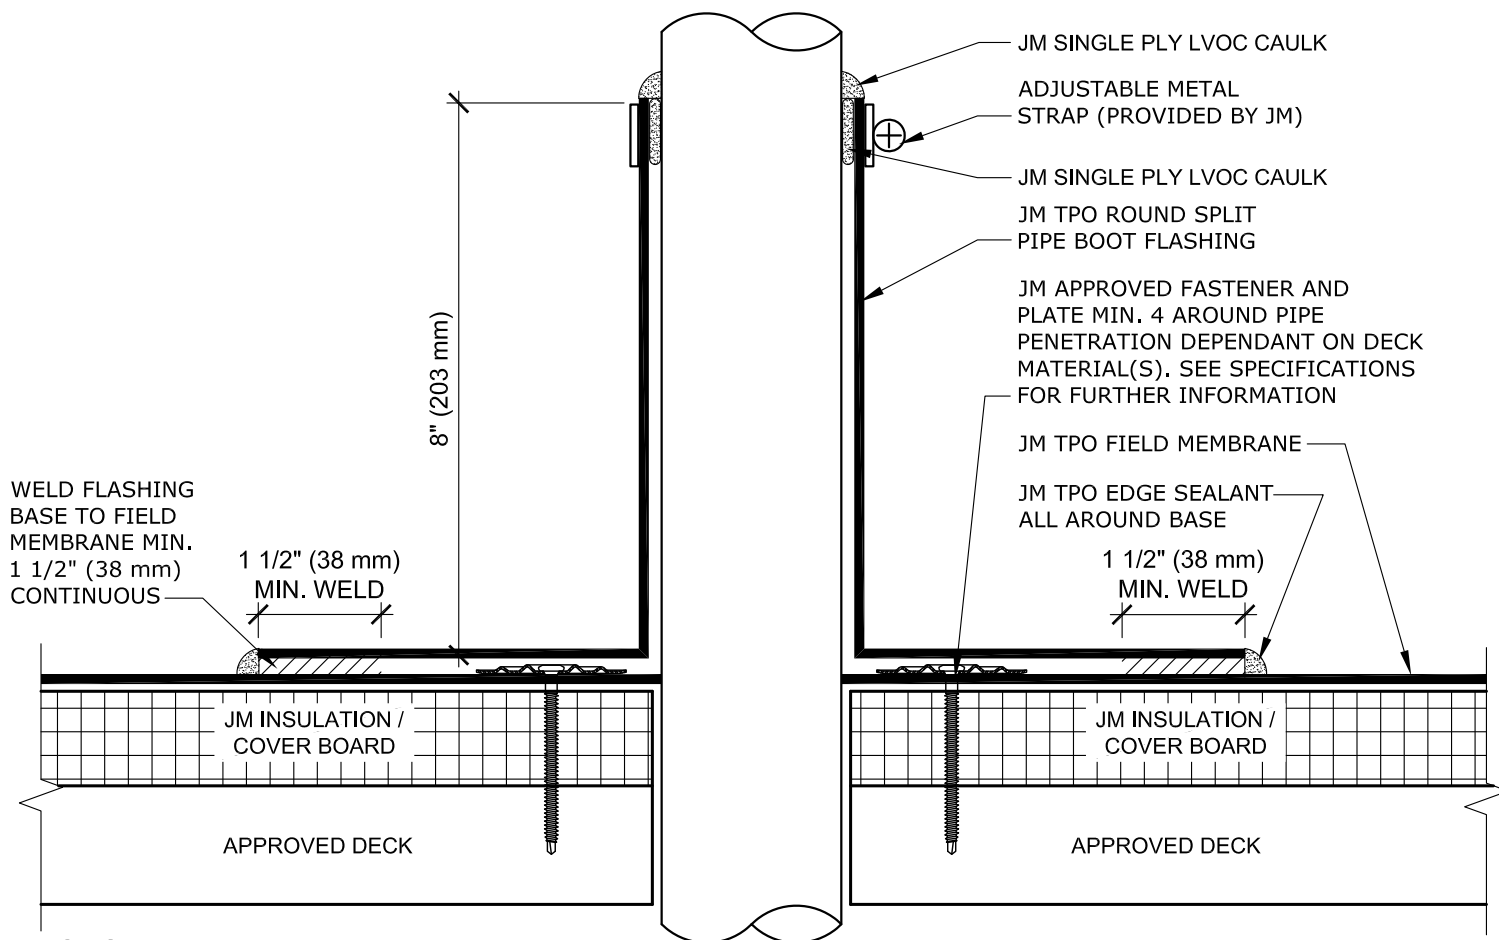 JM SINGLE PLY LVOC CAULK
ADJUSTABLE METAL
STRAP (PROVIDED BY JM)
JM SINGLE PLY LVOC CAULK
JM TPO ROUND SPLIT
PIPE BOOT FLASHING
JM APPROVED FASTENER AND
PLATE MIN. 4 AROUND PIPE
PENETRATION DEPENDANT ON DECK
MATERIAL(S). SEE SPECIFICATIONS
FOR FURTHER INFORMATION
8" (203 mm)
JM TPO FIELD MEMBRANE
JM TPO EDGE SEALANT
ALL AROUND BASE
WELD FLASHING
BASE TO FIELD
MEMBRANE MIN.
1 1/2" (38 mm)
CONTINUOUS
1 1/2" (38 mm)
MIN. WELD
1 1/2" (38 mm)
MIN. WELD
JM INSULATION /
COVER BOARD
JM INSULATION /
COVER BOARD
APPROVED DECK
APPROVED DECK